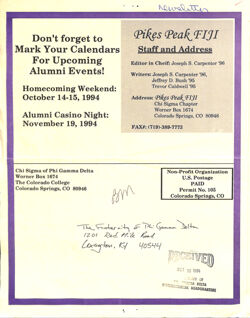 Newsletter
Don't forget to
Mark Your Calendars
For Upcoming
Alumni Events!
Homecoming Weekend:
October 14-15, 1994
Alumni Casino Night:
November 19, 1994
Pikes Peak FIJI
Staff and Address
Editor in Cheif: Joseph S. Carpenter '96,
Writers: Joseph S. Carpenter '96,
Jeffrey D. Bush '95
Trevor Caldwell '95
Address: Pikes Peak FIJI
Chi Sigma Chapter
Worner Box 1674
Colorado Springs, CO 80946
FAX# (719)-389-7772
Chi Sigma of Phi Gamma Delta
Worner Box 1674
The Colorado College
Colorado Springs, CO 80946
Non-Profit Organization
U.S. Postage
PAID
Permit No. 105
Colorado Springs, CO
The Fraternity of Phi Gamma Delta
1201 Red Mile Road
Lexington, KY 40544
RECEIVED